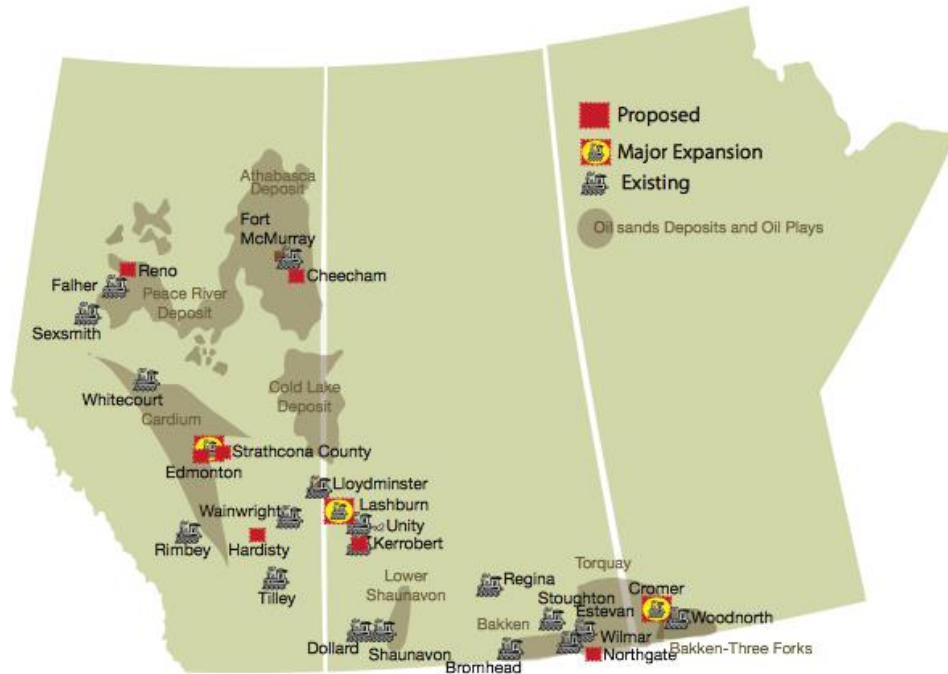 Proposed
Major Expansion
Existing
Oil sands Deposits and Oil Plays
Athabasca
Deposit
Fort
McMurray
Cheecham
Reno
Falher
Peace River
Deposit
Sexsmith
Whitecourt
Cardium
Cold Lake
Deposit
Strathcona County
Edmonton
Lloydminster
Lashburn
Wainwright
Unity
Kerrobert
Rimbey
Hardisty
Tilley
Lower
Shaunavon
Regina
Torquay
Cromer
Stoughton
Estevan
Woodnorth
Bakken
Dollard
Shaunavon
Wilmar
Bakken-Three Forks
Bromhead
Northgate